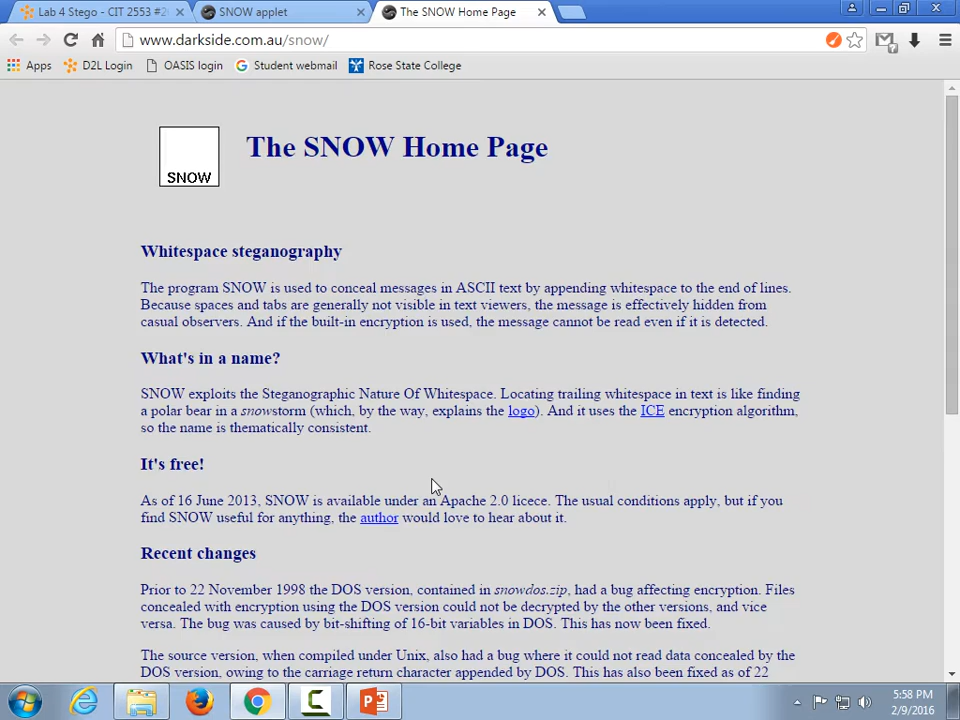 Lab 4 Stego - CIT 2553 #2
SNOW applet
The SNOW Home Page
www.darkside.com.au/snow/
Apps
D2L Login
OASIS login
Student webmail
Rose State College
SNOW
The SNOW Home Page
Whitespace steganography
The program SNOW is used to conceal messages in ASCII text by appending whitespace to the end of lines.
Because spaces and tabs are generally not visible in text viewers, the message is effectively hidden from
casual observers. And if the built-in encryption is used, the message cannot be read even if it is detected.
What's in a name?
SNOW exploits the Steganographic Nature Of Whitespace. Locating trailing whitespace in text is like finding
a polar bear in a snowstorm (which, by the way, explains the logo). And it uses the ICE encryption algorithm,
so the name is thematically consistent.
It's free!
As of 16 June 2013, SNOW is available under an Apache 2.0 licece. The usual conditions apply, but if you
find SNOW useful for anything, the author would love to hear about it.
Recent changes
Prior to 22 November 1998 the DOS version, contained in snowdos.zip, had a bug affecting encryption. Files
concealed with encryption using the DOS version could not be decrypted by the other versions, and vice
versa. The bug was caused by bit-shifting of 16-bit variables in DOS. This has now been fixed.
The source version, when compiled under Unix, also had a bug where it could not read data concealed by the
DOS version, owing to the carriage return character appended by DOS. This has also been fixed as of 22
5:58 PM
2/9/2016